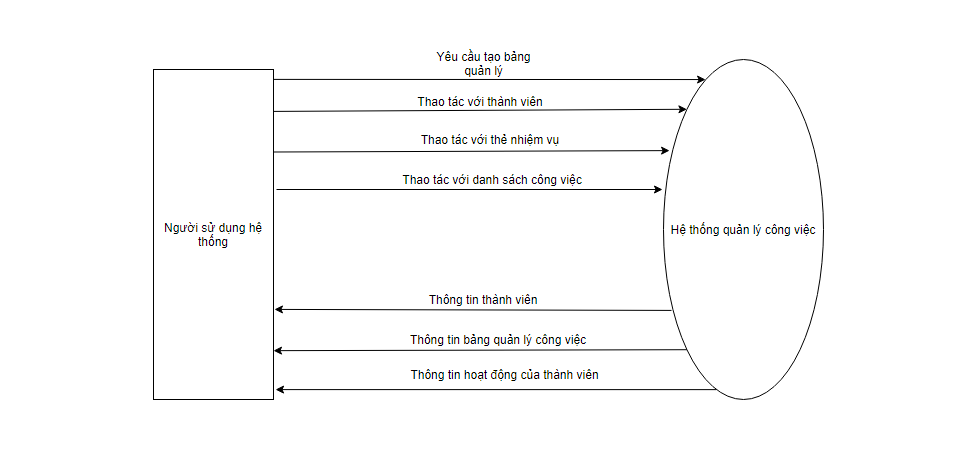 Yêu cầu tạo bảng
quản lý
Thao tác với thành viên
Thao tác với thẻ nhiệm vụ
Thao tác với danh sách công việc
Người sử dụng hệ
thống
Hệ thống quản lý công việc
Thông tin thành viên
Thông tin bảng quản lý công việc
Thông tin hoạt động của thành viên